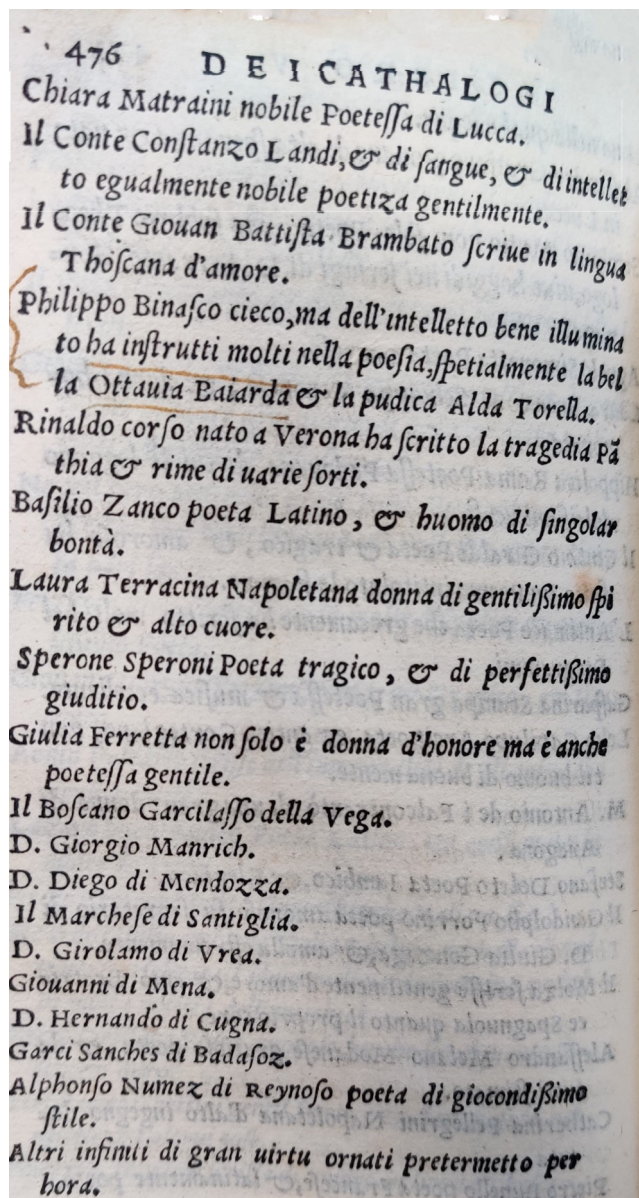 476 DE I CATHALOGI
Chiara Matraini nobile Poeteſſa di Lucca.
Il Conte Conſtanzo Landi, & di ſangue, & di intellet
to egualmente nobile poetiza gentilmente.
Il Conte Giouan Battiſta Brambato ſcriue in lingua
Thoſcana d'amore.
Philippo Binaſco cieco, ma dell'intelletto bene illumina
to ha inſtrutti molti nella poeſia, ſpetialmente la bel
la Ottauia Baiarda & la pudica Alda Torella.
Rinaldo corſo nato a Verona ha ſcritto la tragedia Pã
thia & rime di uarie ſorti.
Baſilio Zanco poeta Latino, & huomo di ſingolar
bontà.
Laura Terracina Napoletana donna di gentilißimo ſpi
rito & alto cuore.
Sperone Speroni Poeta tragico, & di perfettißimo
giuditio.
Giulia Ferretta non ſolo è donna d'honore ma è anche
poeteſſa gentile.
Il Boſcano Garcilaſſo della Vega.
D. Giorgio Manrich.
D. Diego di Mendozza.
Il Marcheſe di Santiglia.
D. Girolamo di Vrea.
Giouanni di Mena.
D. Hernando di Cugna.
Garci Sanches di Badaſoz.
Alphonſo Numez di Reynoſo poeta di giocondißimo
ſtile.
Altri infiniti di gran uirtu ornati pretermetto per
hora.